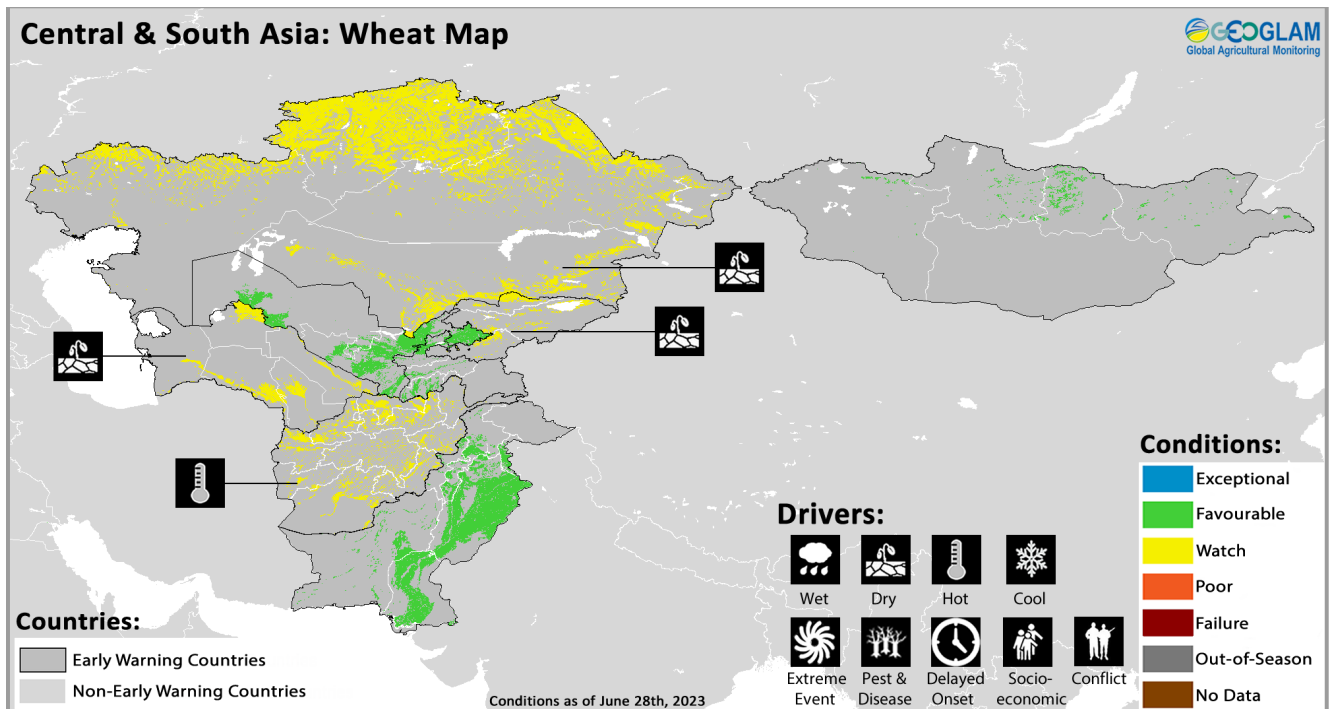 Central & South Asia: Wheat Map
GEOGLAM
Global Agricultural Monitoring
Conditions:
Exceptional
Favourable
Watch
Poor
Failure
Out-of-Season
No Data
Drivers:
Wet
Dry
Hot
Cool
Extreme
Event
Pest &
Disease
Delayed
Onset
Socio-
economic
Conflict
Countries:
Early Warning Countries
Non-Early Warning Countries
Conditions as of June 28th, 2023